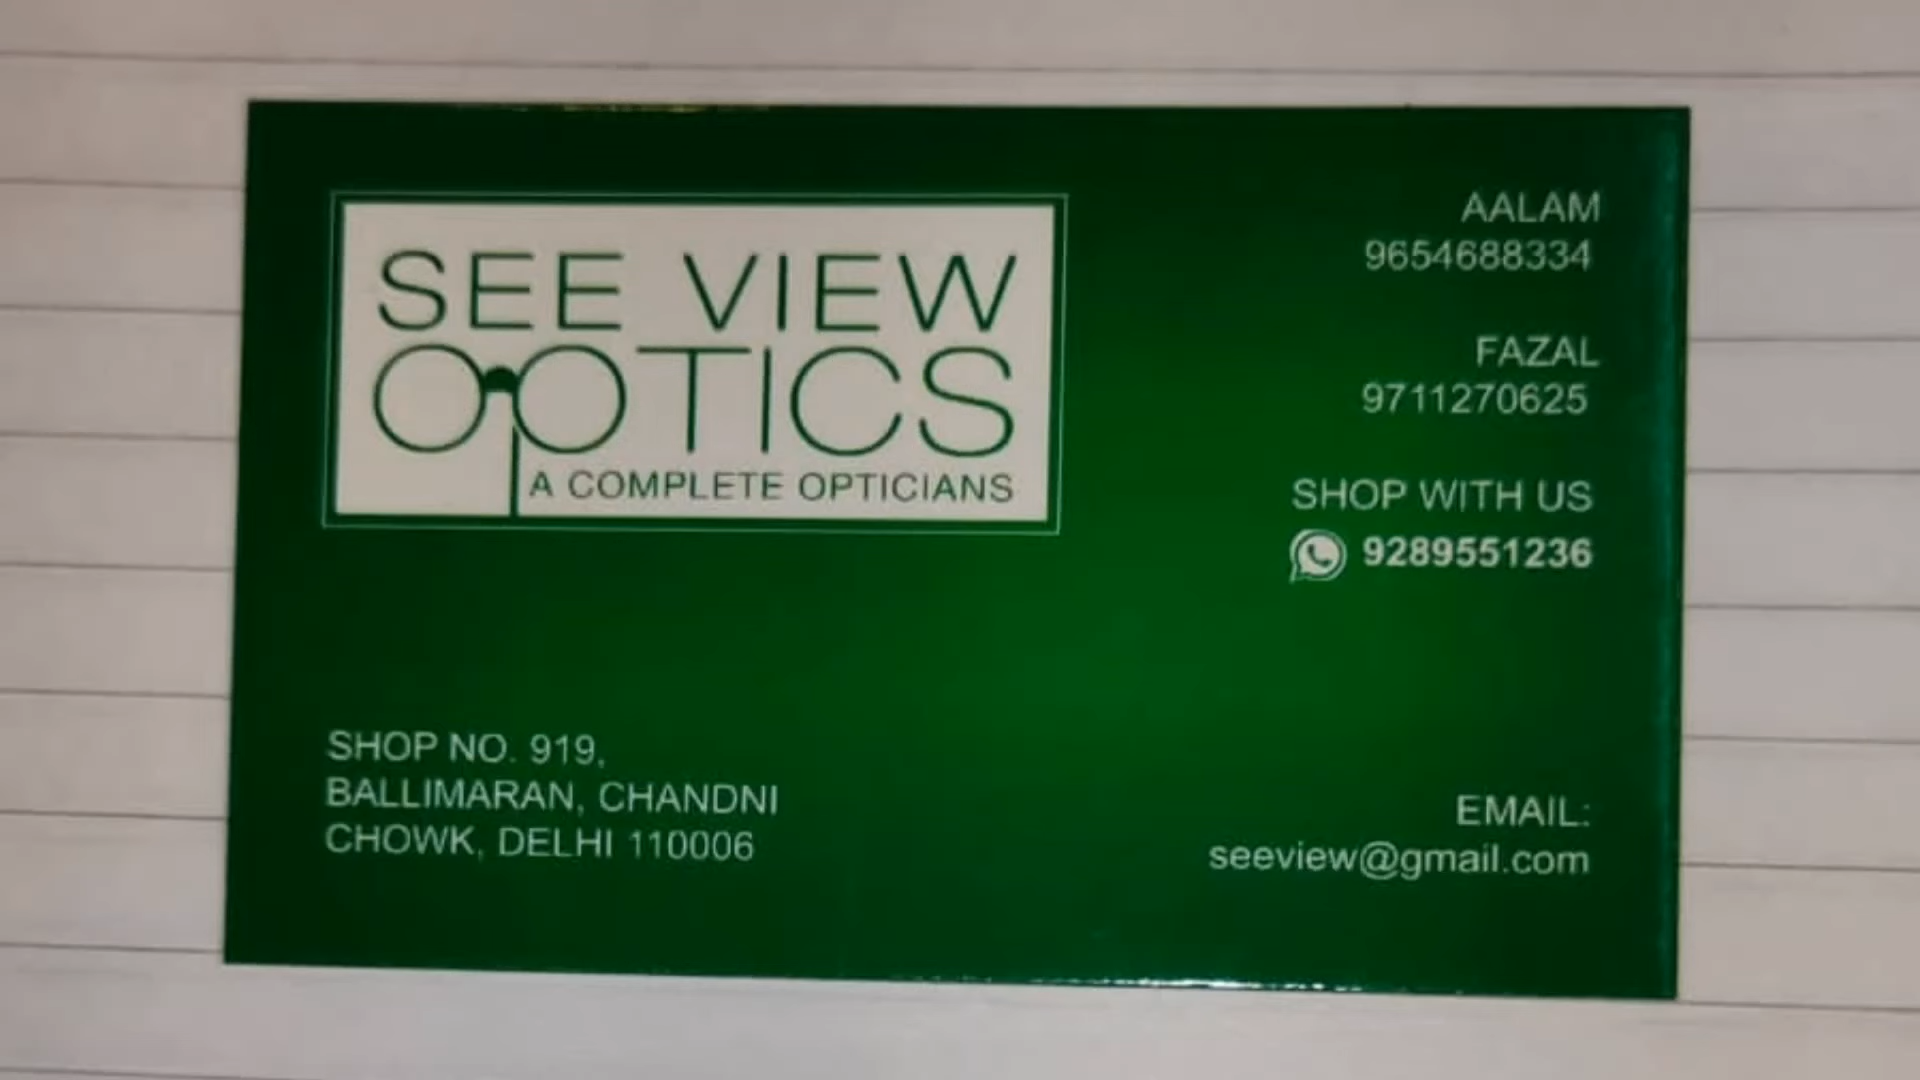 SEE VIEW
OPTICS
A COMPLETE OPTICIANS
AALAM
9654688334
FAZAL
9711270625
SHOP WITH US
9289551236
SHOP NO. 919,
BALLIMARAN, CHANDNI
CHOWK, DELHI 110006
EMAIL:
seeview@gmail.com